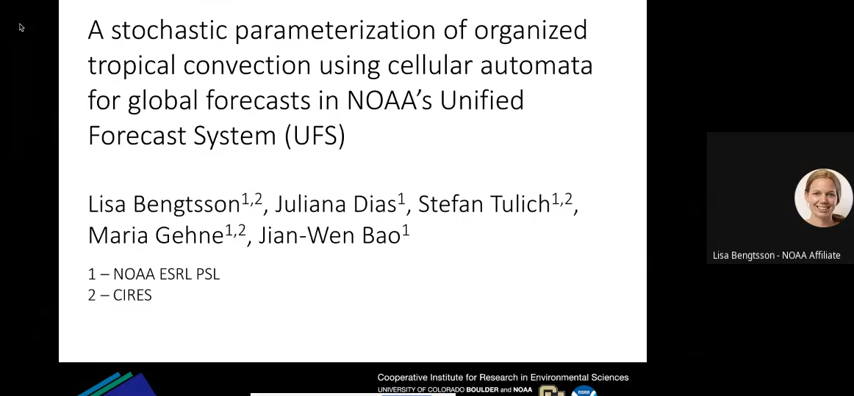 A stochastic parameterization of organized
tropical convection using cellular automata
for global forecasts in NOAA's Unified
Forecast System (UFS)
Lisa Bengtsson1,2, Juliana Dias1, Stefan Tulich1,2,
Maria Gehne1,2, Jian-Wen Bao1
1 – NOAA ESRL PSL
2 – CIRES
Lisa Bengtsson - NOAA Affiliate
Cooperative Institute for Research in Environmental Sciences
UNIVERSITY OF COLORADO BOULDER and NOAA
CU
NOAA